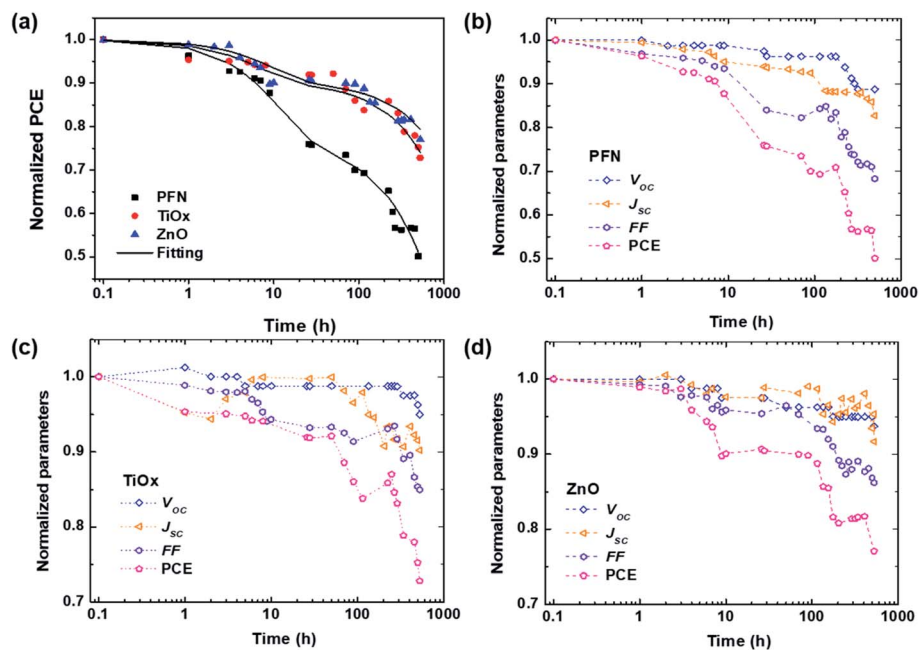 (a)
Normalized PCE
1.0
0.9
0.8
0.7
0.6
0.5
PFN
TiOx
ZnO
Fitting
0.1 1 10 100 1000
Time (h)
(b)
Normalized parameters
1.0
0.9
0.8
0.7
0.6
0.5
PFN
Voc
Jsc
FF
PCE
0.1 1 10 100 1000
Time (h)
(c)
Normalized parameters
1.0
0.9
0.8
0.7
TiOx
Voc
Jsc
FF
PCE
0.1 1 10 100 1000
Time (h)
(d)
Normalized parameters
1.0
0.9
0.8
0.7
ZnO
Voc
Jsc
FF
PCE
0.1 1 10 100 1000
Time (h)